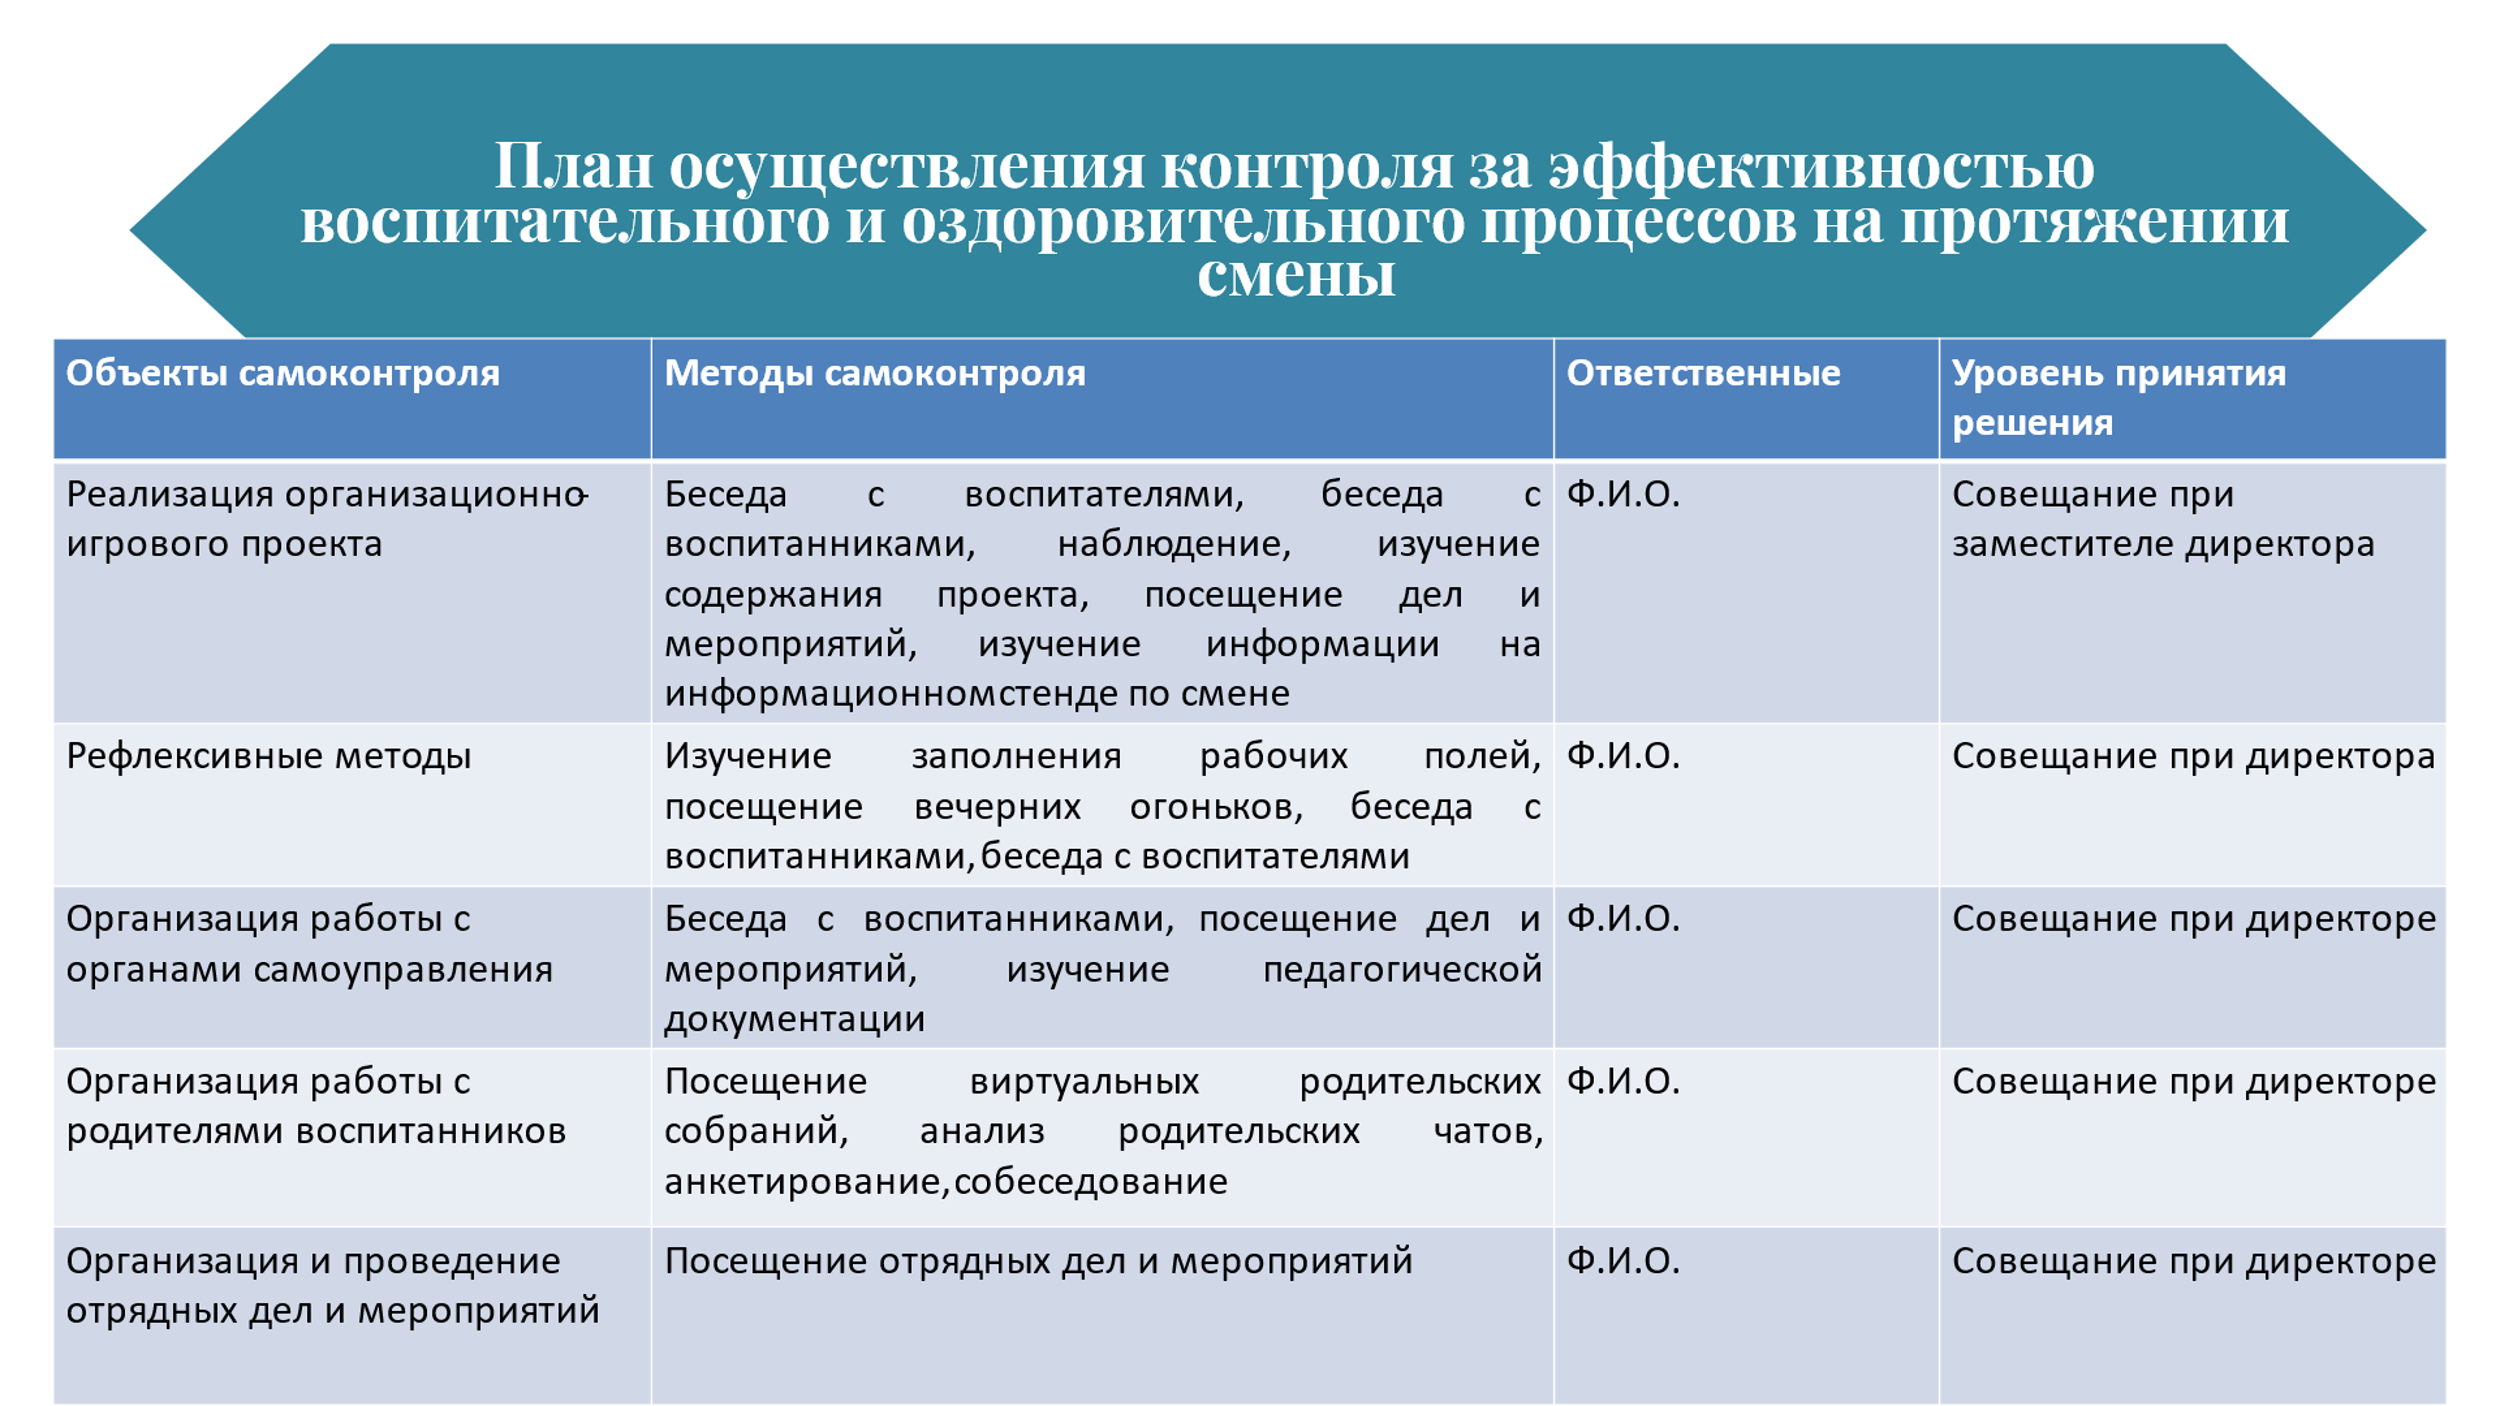 План осуществления контроля за эффективностью
воспитательного и оздоровительного процессов на протяжении
смены
Объекты самоконтроля
Методы самоконтроля
Ответственные
Уровень принятия
решения
Реализация организационно-
игрового проекта
Беседа с воспитателями, беседа с
воспитанниками, наблюдение, изучение
содержания проекта, посещение дел и
мероприятий, изучение информации на
информационномстенде по смене
Ф.И.О.
Совещание при
заместителе директора
Рефлексивные методы
Изучение заполнения рабочих полей,
посещение вечерних огоньков, беседа с
воспитанниками, беседа с воспитателями
Ф.И.О.
Совещание при директора
Организация работы с
органами самоуправления
Беседа с воспитанниками, посещение дел и
мероприятий, изучение педагогической
документации
Ф.И.О.
Совещание при директоре
Организация работы с
родителями воспитанников
Посещение виртуальных родительских
собраний, анализ родительских чатов,
анкетирование, собеседование
Ф.И.О.
Совещание при директоре
Организация и проведение
отрядных дел и мероприятий
Посещение отрядных дел и мероприятий
Ф.И.О.
Совещание при директоре